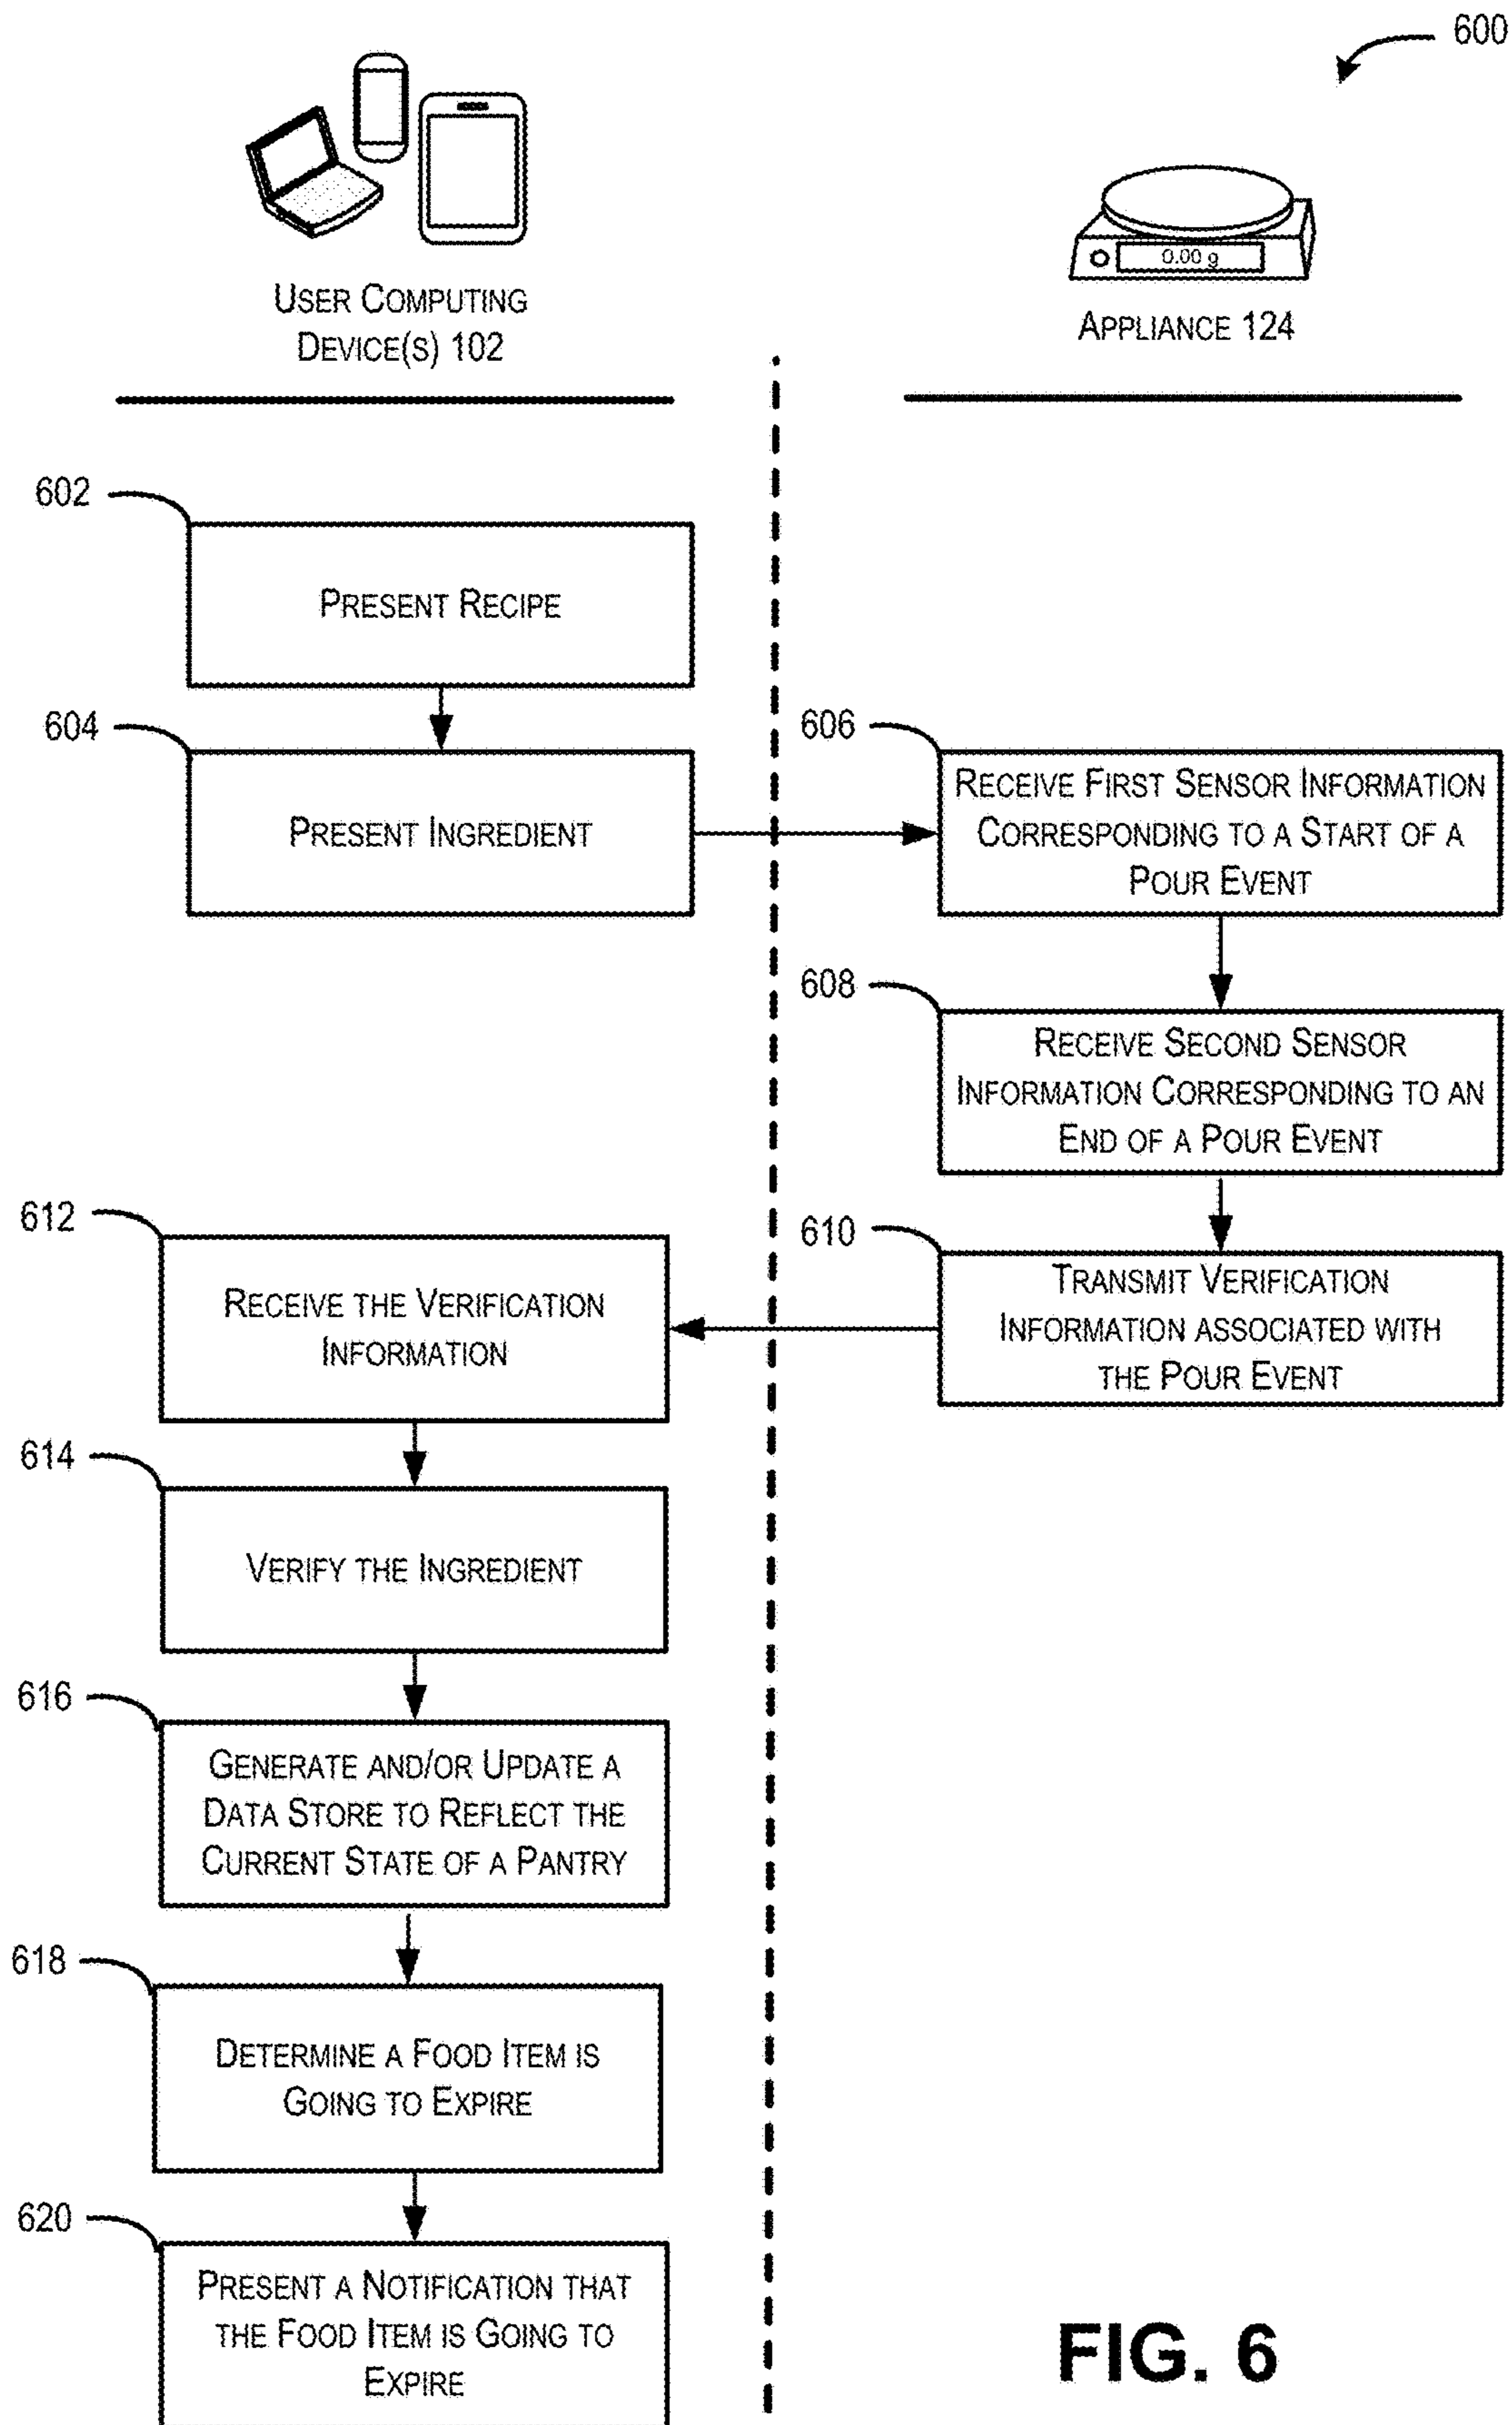 600
0.00 g
USER COMPUTING
DEVICE(S) 102
APPLIANCE 124
602
PRESENT RECIPE
604
PRESENT INGREDIENT
606
RECEIVE FIRST SENSOR INFORMATION
CORRESPONDING TO A START OF A
POUR EVENT
608
RECEIVE SECOND SENSOR
INFORMATION CORRESPONDING TO AN
END OF A POUR EVENT
610
TRANSMIT VERIFICATION
INFORMATION ASSOCIATED WITH
THE POUR EVENT
612
RECEIVE THE VERIFICATION
INFORMATION
614
VERIFY THE INGREDIENT
616
GENERATE AND/OR UPDATE A
DATA STORE TO REFLECT THE
CURRENT STATE OF A PANTRY
618
DETERMINE A FOOD ITEM IS
GOING TO EXPIRE
620
PRESENT A NOTIFICATION THAT
THE FOOD ITEM IS GOING TO
EXPIRE
FIG. 6